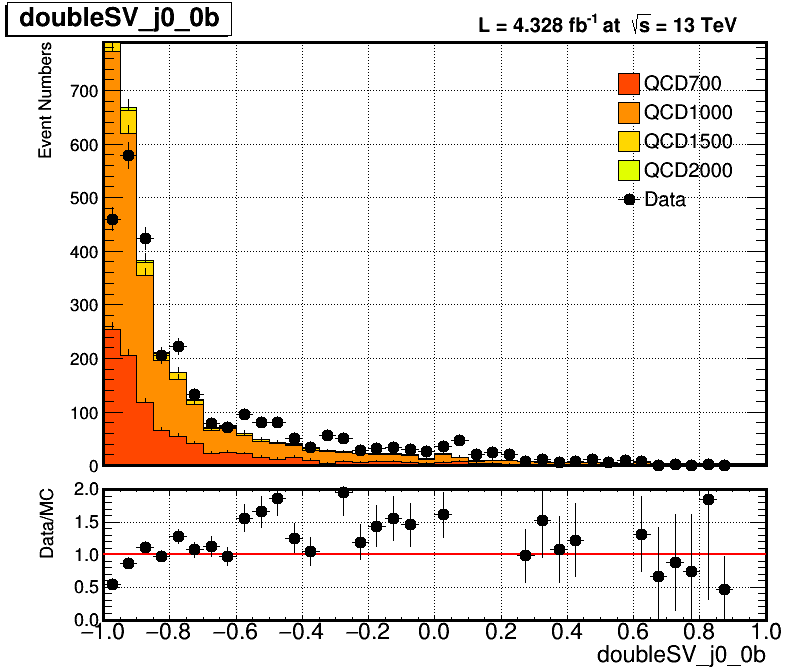 doubleSV_j0_0b
L = 4.328 fb-1 at √s = 13 TeV
Event Numbers
700
600
500
400
300
200
100
0
QCD700
QCD1000
QCD1500
QCD2000
Data
Data/MC
2.0
1.5
1.0
0.5
0.0
−1.0 −0.8 −0.6 −0.4 −0.2 0.0 0.2 0.4 0.6 0.8 1.0
doubleSV_j0_0b